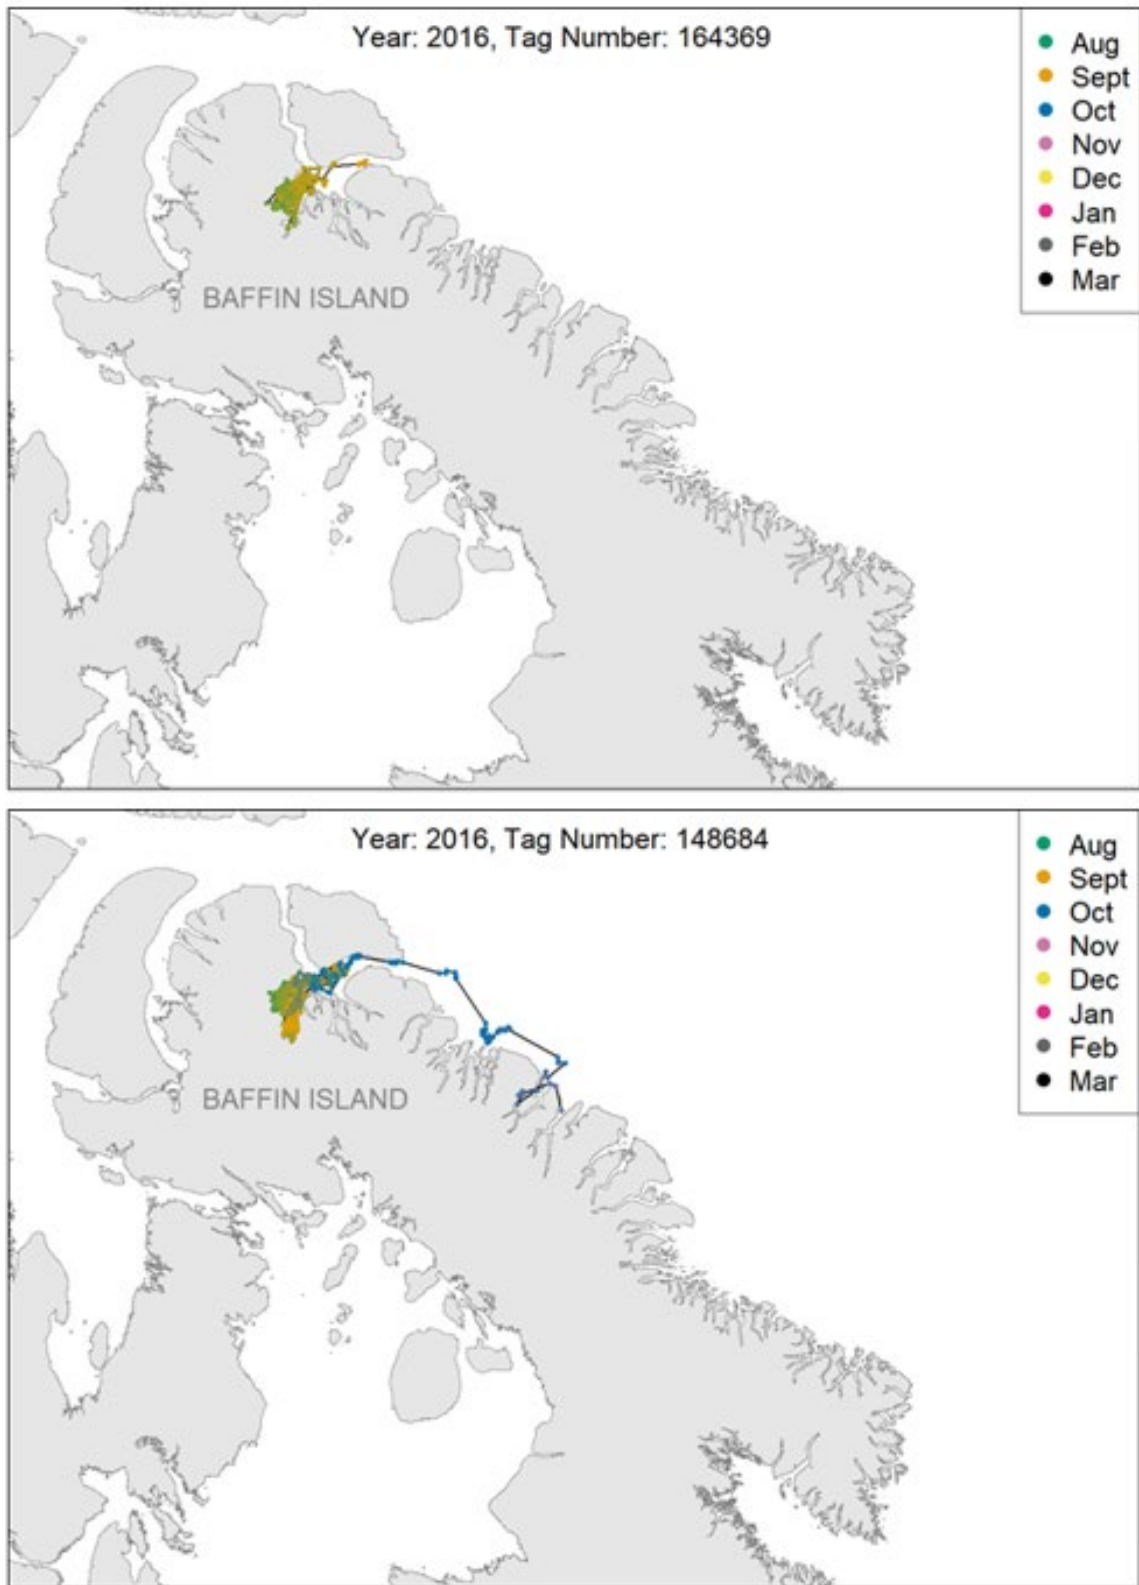 Year: 2016, Tag Number: 164369
Aug
Sept
Oct
Nov
Dec
Jan
Feb
Mar
BAFFIN ISLAND
Year: 2016, Tag Number: 148684
Aug
Sept
Oct
Nov
Dec
Jan
Feb
Mar
BAFFIN ISLAND